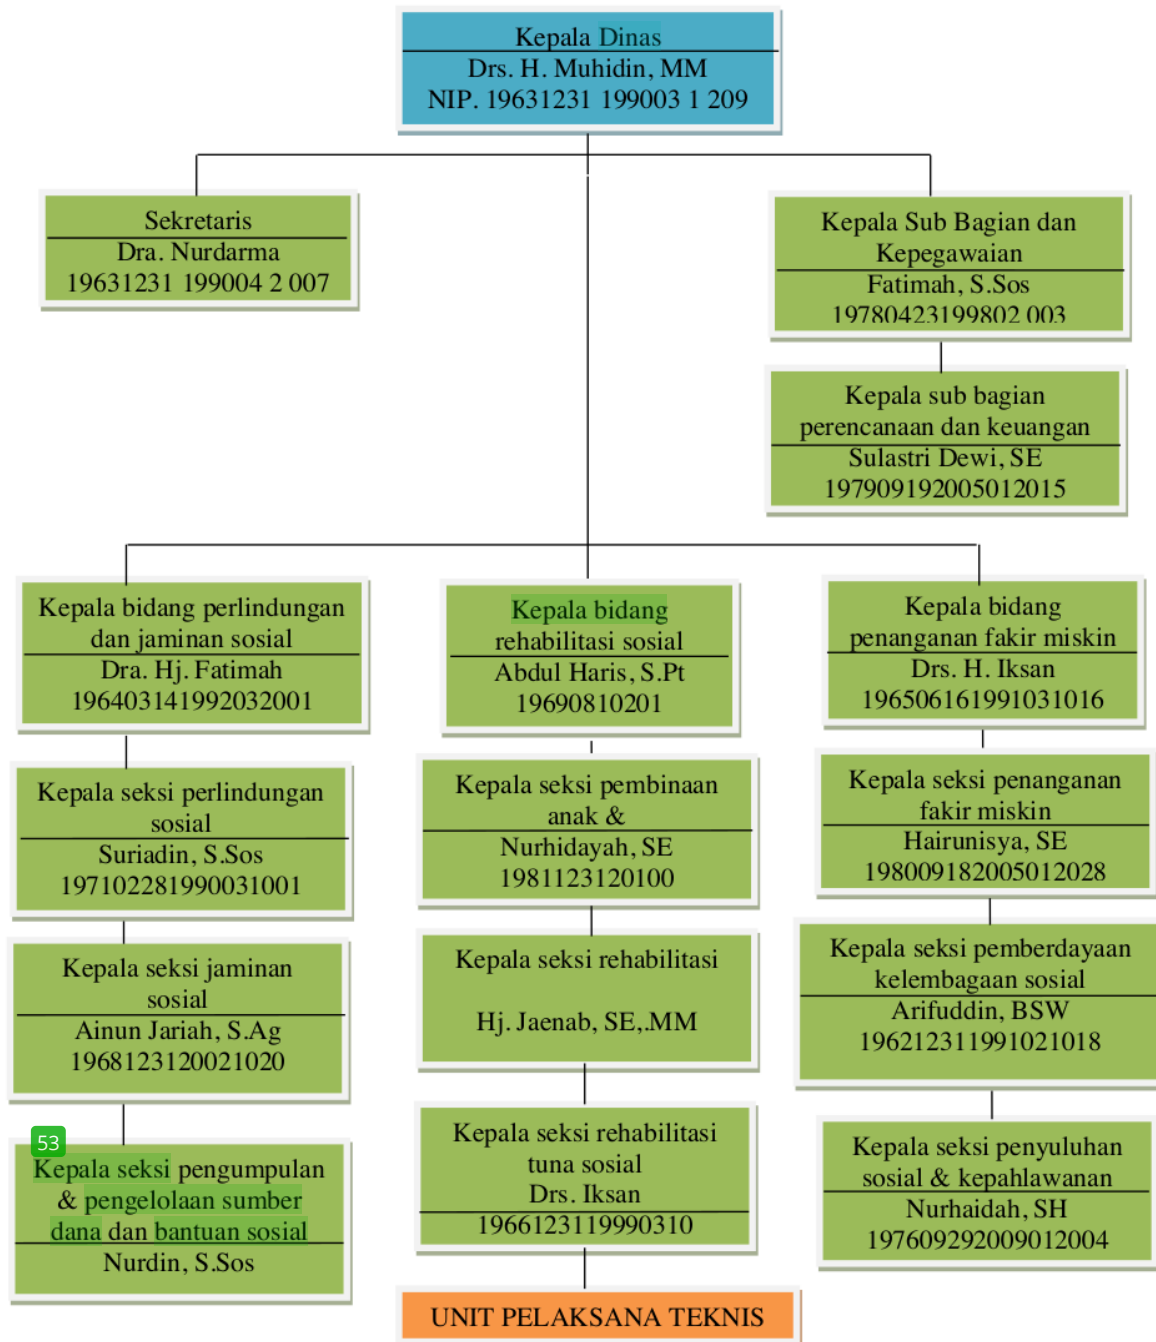 Kepala Dinas
Drs. H. Muhidin, MM
NIP. 19631231 199003 1 209
Sekretaris
Dra. Nurdarma
19631231 199004 2 007
Kepala Sub Bagian dan
Kepegawaian
Fatimah, S.Sos
19780423199802 003
Kepala sub bagian
perencanaan dan keuangan
Sulastri Dewi, SE
197909192005012015
Kepala bidang perlindungan
dan jaminan sosial
Dra. Hj. Fatimah
196403141992032001
Kepala seksi perlindungan
sosial
Suriadin, S.Sos
197102281990031001
Kepala seksi jaminan
sosial
Ainun Jariah, S.Ag
1968123120021020
53
Kepala seksi pengumpulan
& pengelolaan sumber
dana dan bantuan sosial
Nurdin, S.Sos
Kepala bidang
rehabilitasi sosial
Abdul Haris, S.Pt
19690810201
Kepala seksi pembinaan
anak &
Nurhidayah, SE
1981123120100
Kepala seksi rehabilitasi
Hj. Jaenab, SE,.MM
Kepala seksi rehabilitasi
tuna sosial
Drs. Iksan
1966123119990310
UNIT PELAKSANA TEKNIS
Kepala bidang
penanganan fakir miskin
Drs. H. Iksan
196506161991031016
Kepala seksi penanganan
fakir miskin
Hairunisya, SE
198009182005012028
Kepala seksi pemberdayaan
kelembagaan sosial
Arifuddin, BSW
196212311991021018
Kepala seksi penyuluhan
sosial & kepahlawanan
Nurhaidah, SH
197609292009012004